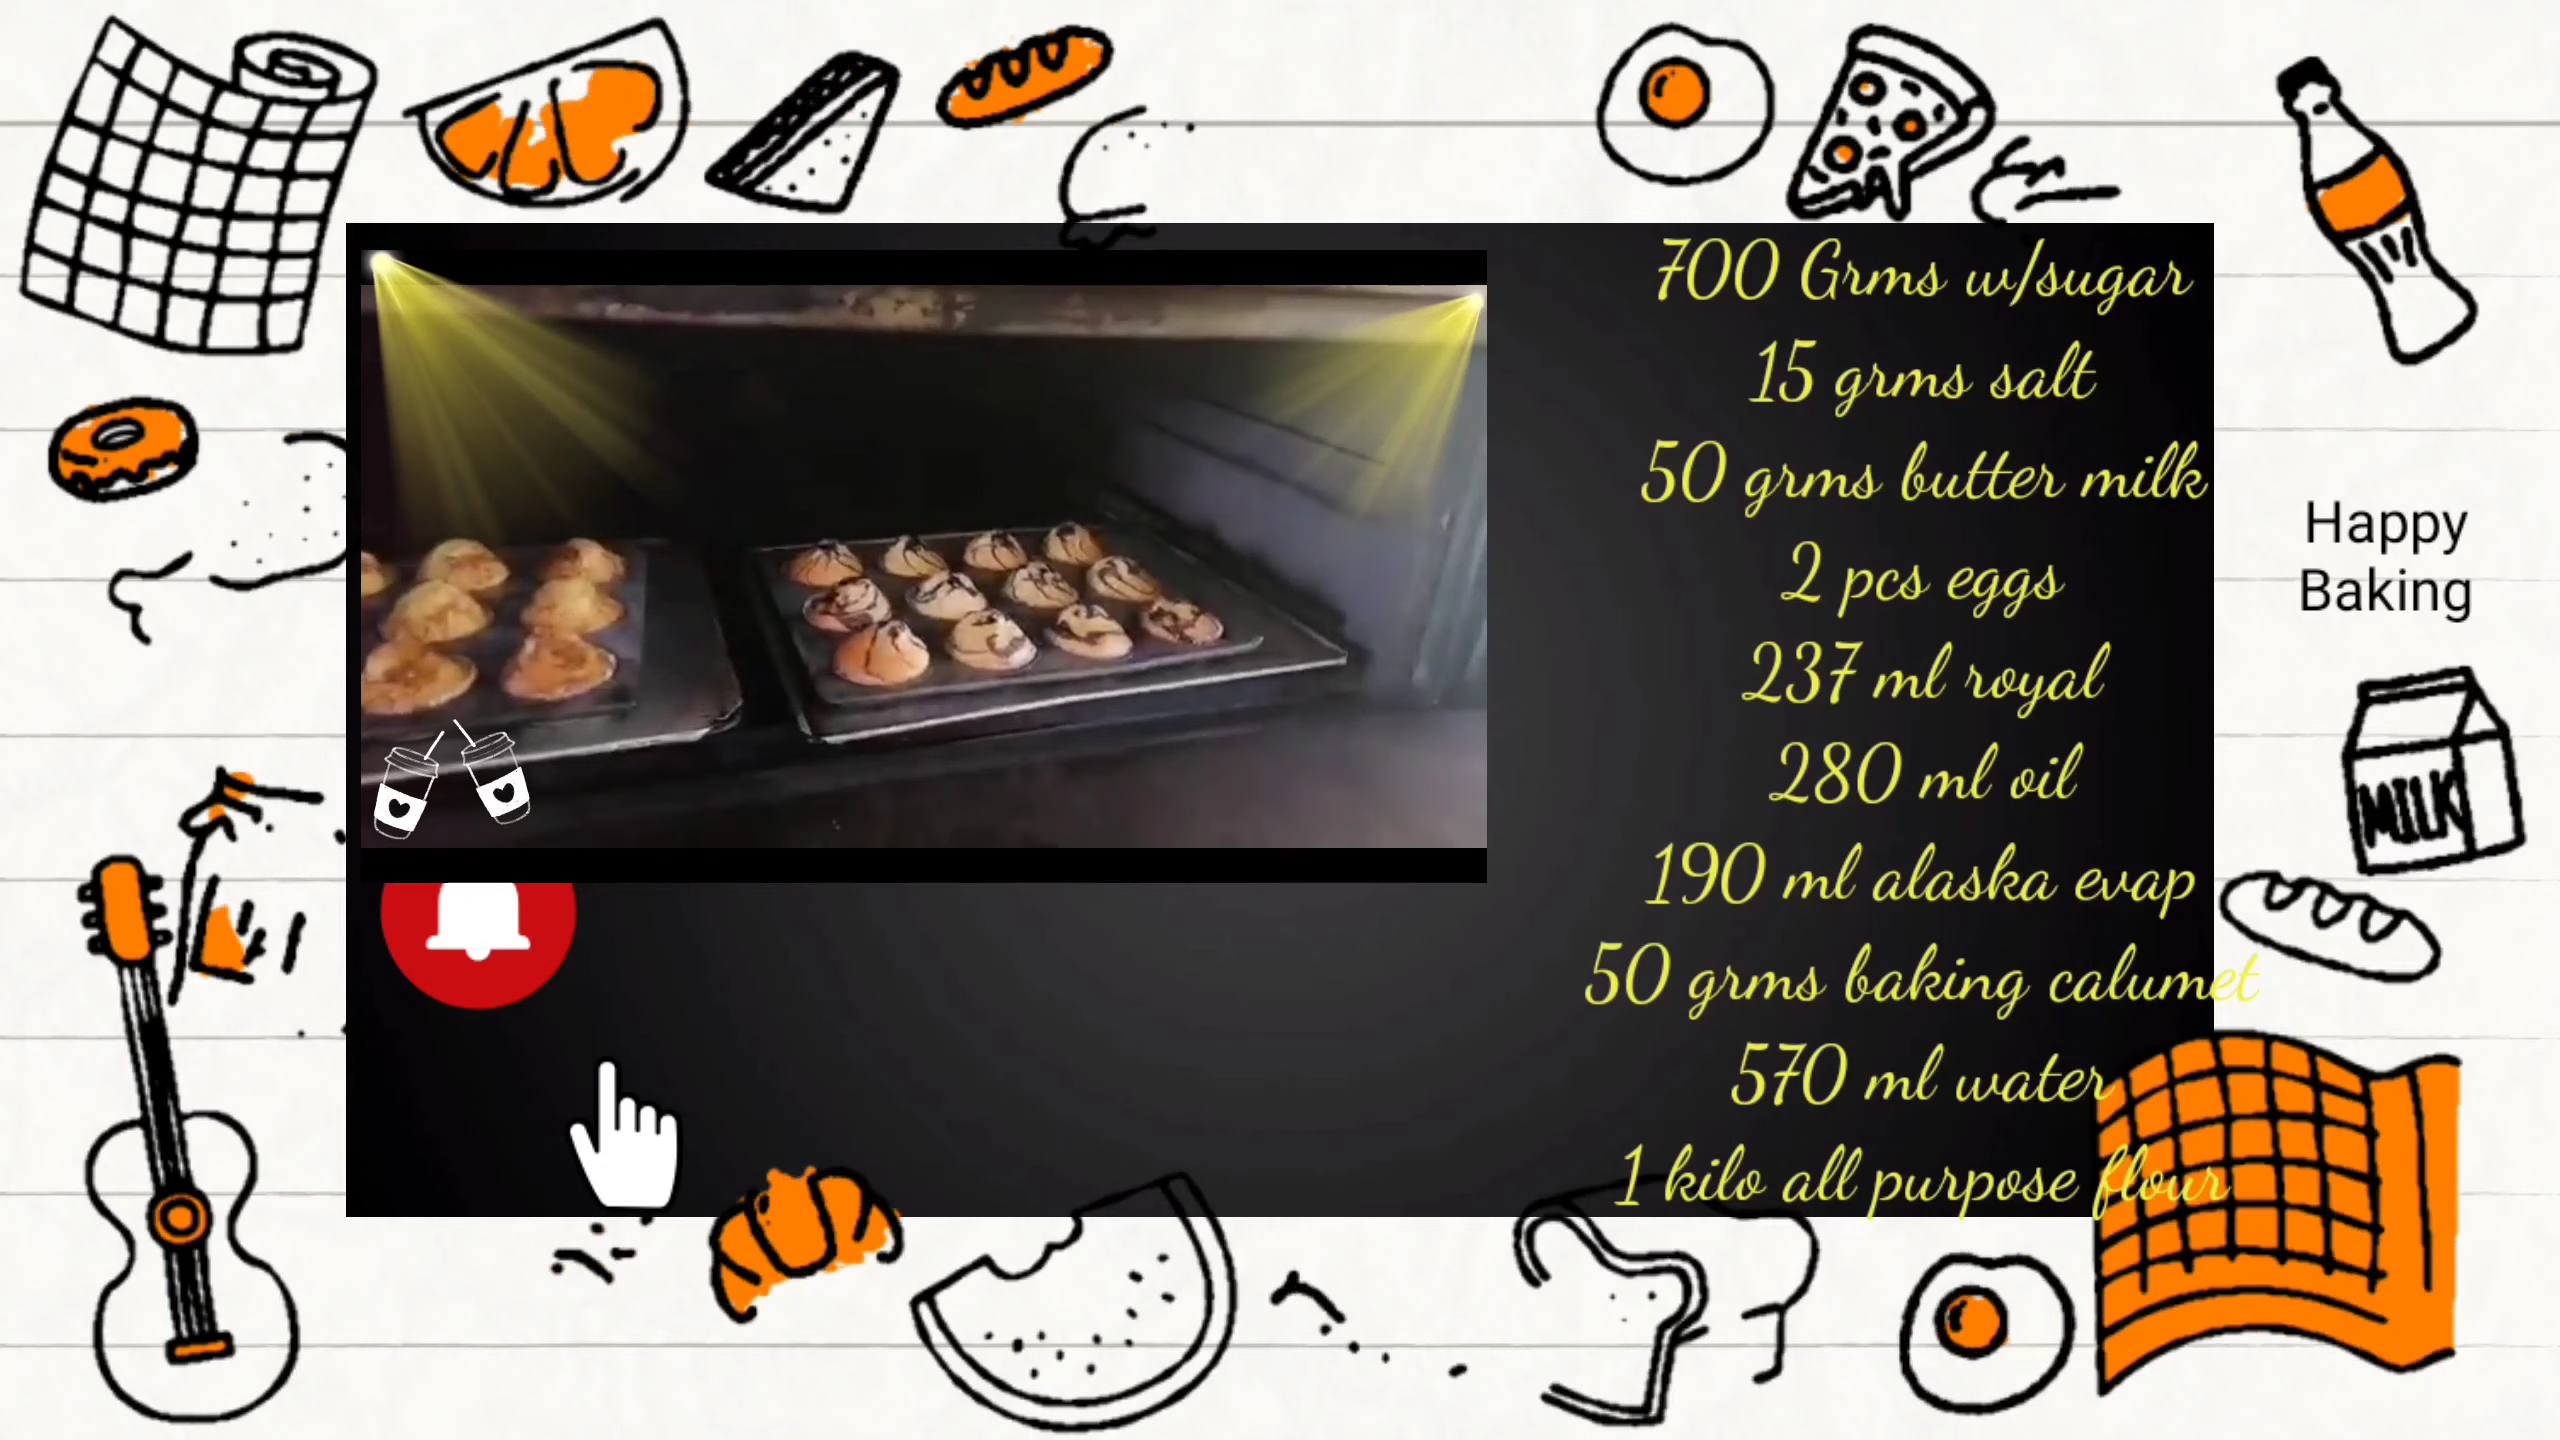 700 Grms w/sugar
15 grms salt
50 grms butter milk
2 pcs eggs
237 ml royal
280 ml oil
190 ml alaska evap
50 grms baking calumet
570 ml water
1 kilo all purpose flour
Happy
Baking
MILK